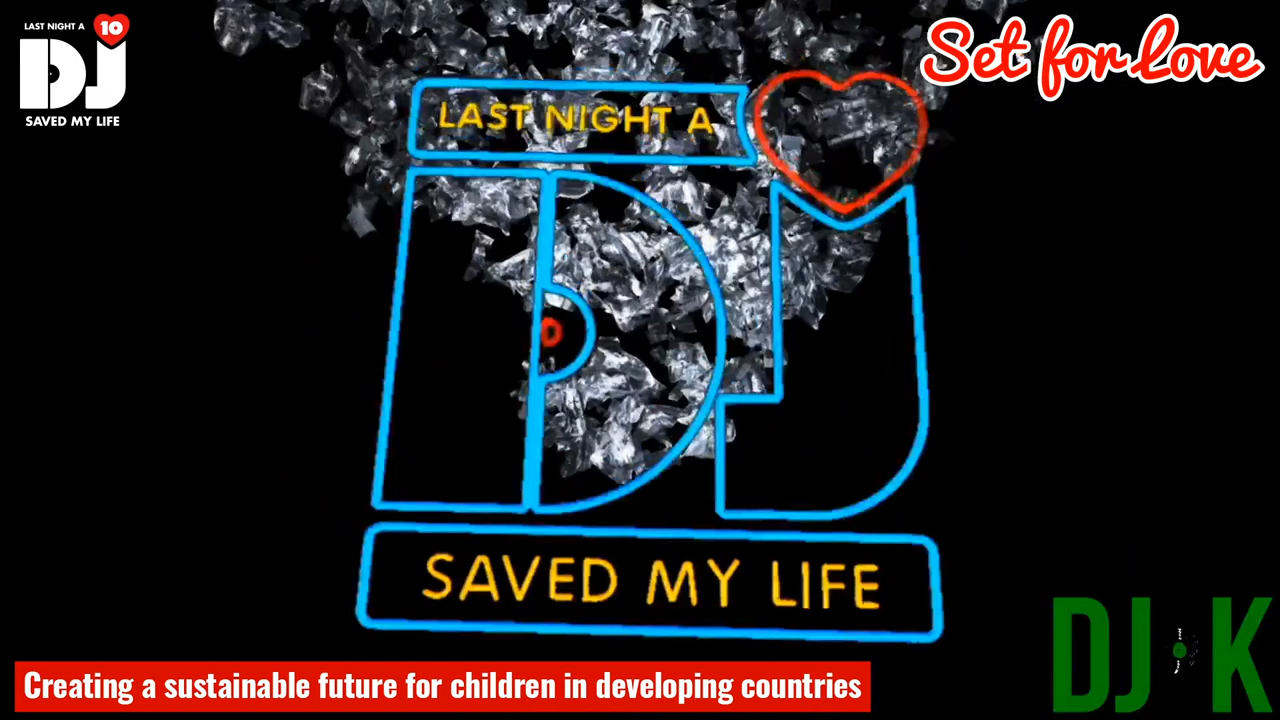 LAST NIGHT A
10
DJ
SAVED MY LIFE
Set for Love
LAST NIGHT A
DJ
SAVED MY LIFE
Creating a sustainable future for children in developing countries
DJ K